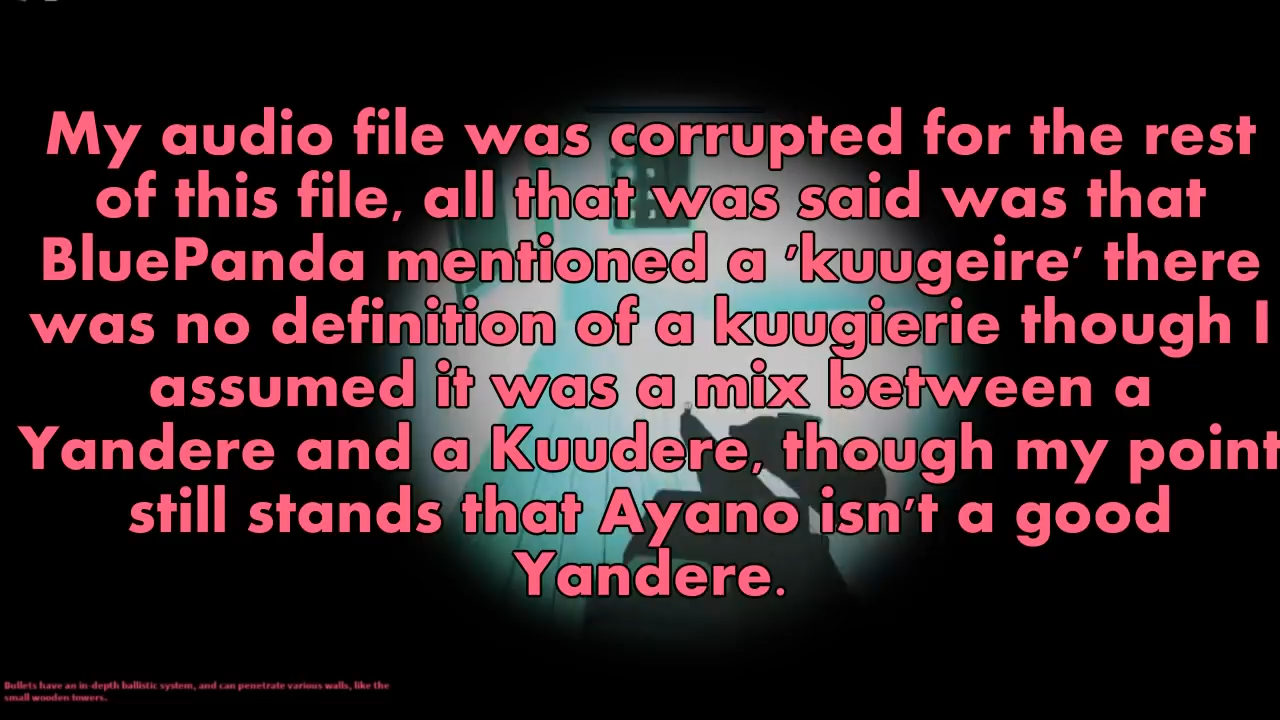 My audio file was corrupted for the rest
of this file, all that was said was that
BluePanda mentioned a 'kuugeire' there
was no definition of a kuugierie though I
assumed it was a mix between a
Yandere and a Kuudere, though my point
still stands that Ayano isn't a good
Yandere.
Bullets have an in-depth ballistic system, and can penetrate various walls, like the
small wooden towers.